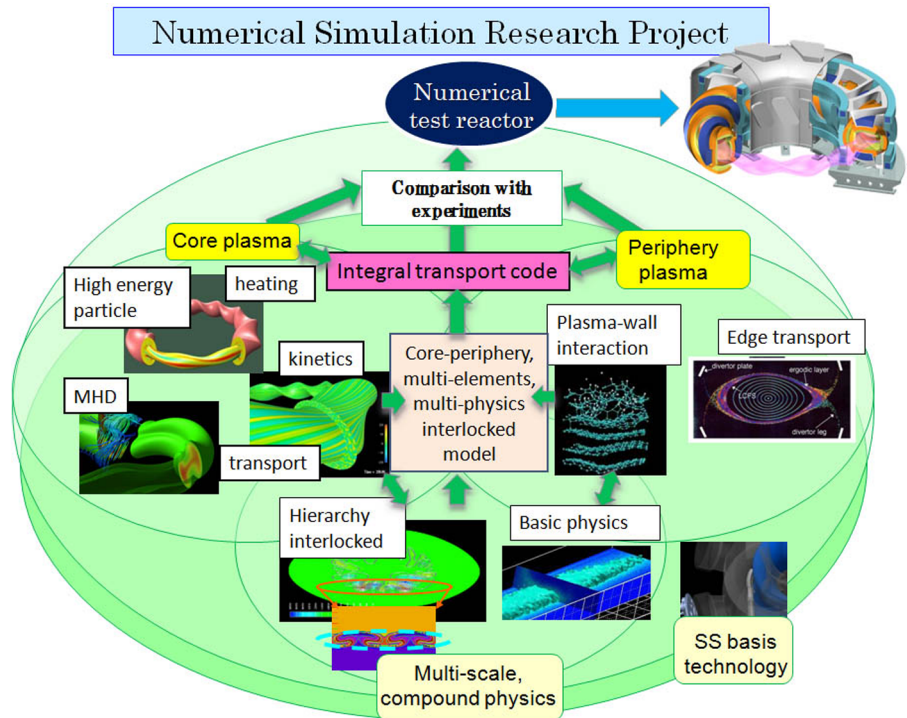 Numerical Simulation Research Project
Numerical
test reactor
Comparison with
experiments
Core plasma
Periphery
plasma
Integral transport code
High energy
particle
heating
kinetics
MHD
transport
Core-periphery,
multi-elements,
multi-physics
interlocked
model
Plasma-wall
interaction
Edge transport
divertor plate
ergodic layer
LCFS
divertor leg
Hierarchy
interlocked
Basic physics
Multi-scale,
compound physics
SS basis
technology